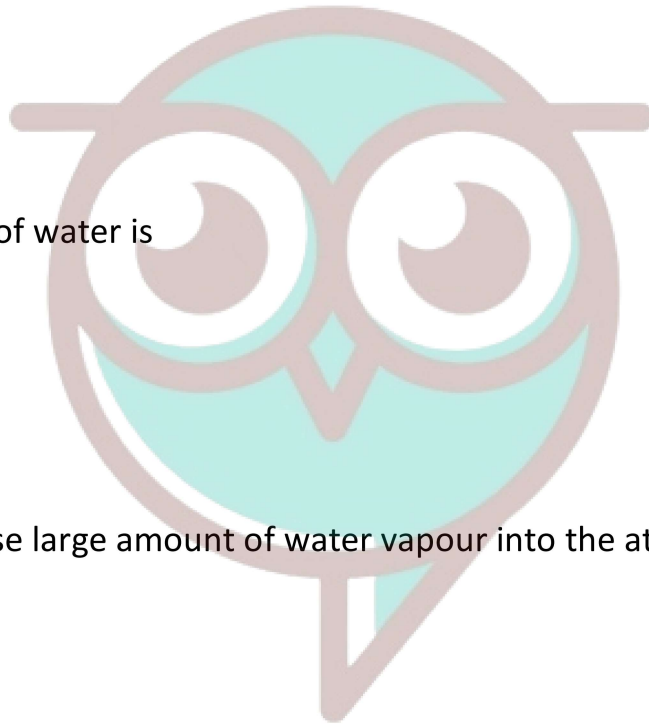 of water is
se large amount of water vapour into the at